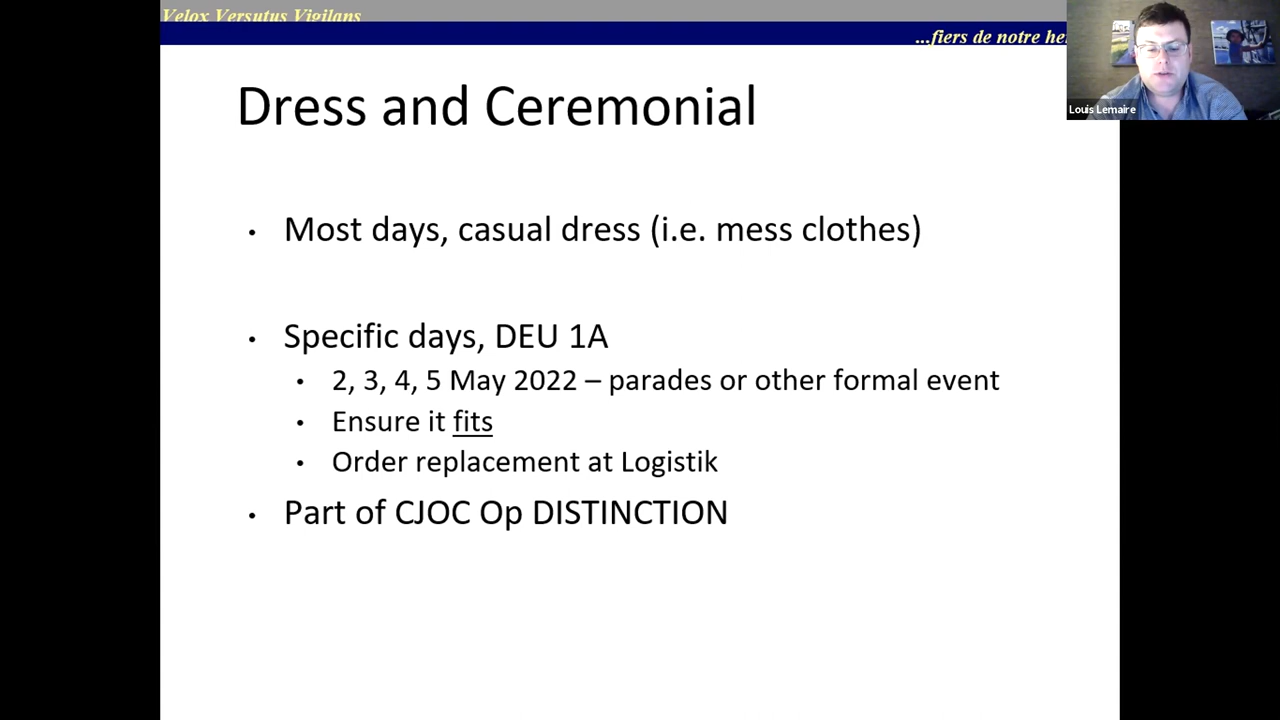 Velox Versutus Vigilans
...fiers de notre
Louis Lemaire
Dress and Ceremonial
• Most days, casual dress (i.e. mess clothes)
• Specific days, DEU 1A
• 2, 3, 4, 5 May 2022 – parades or other formal event
• Ensure it fits
• Order replacement at Logistik
• Part of CJOC Op DISTINCTION